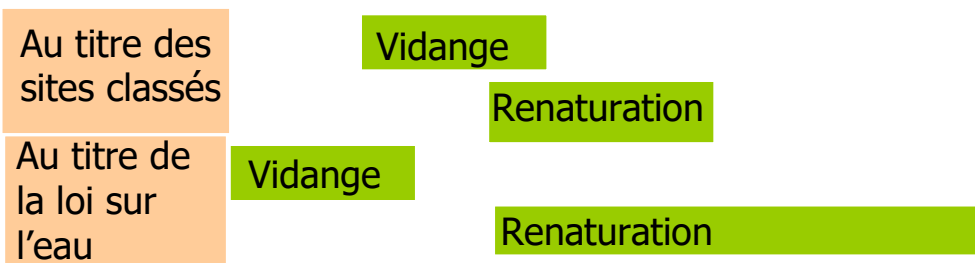 Au titre des
sites classés
Vidange
Renaturation
Au titre de
la loi sur
l'eau
Vidange
Renaturation